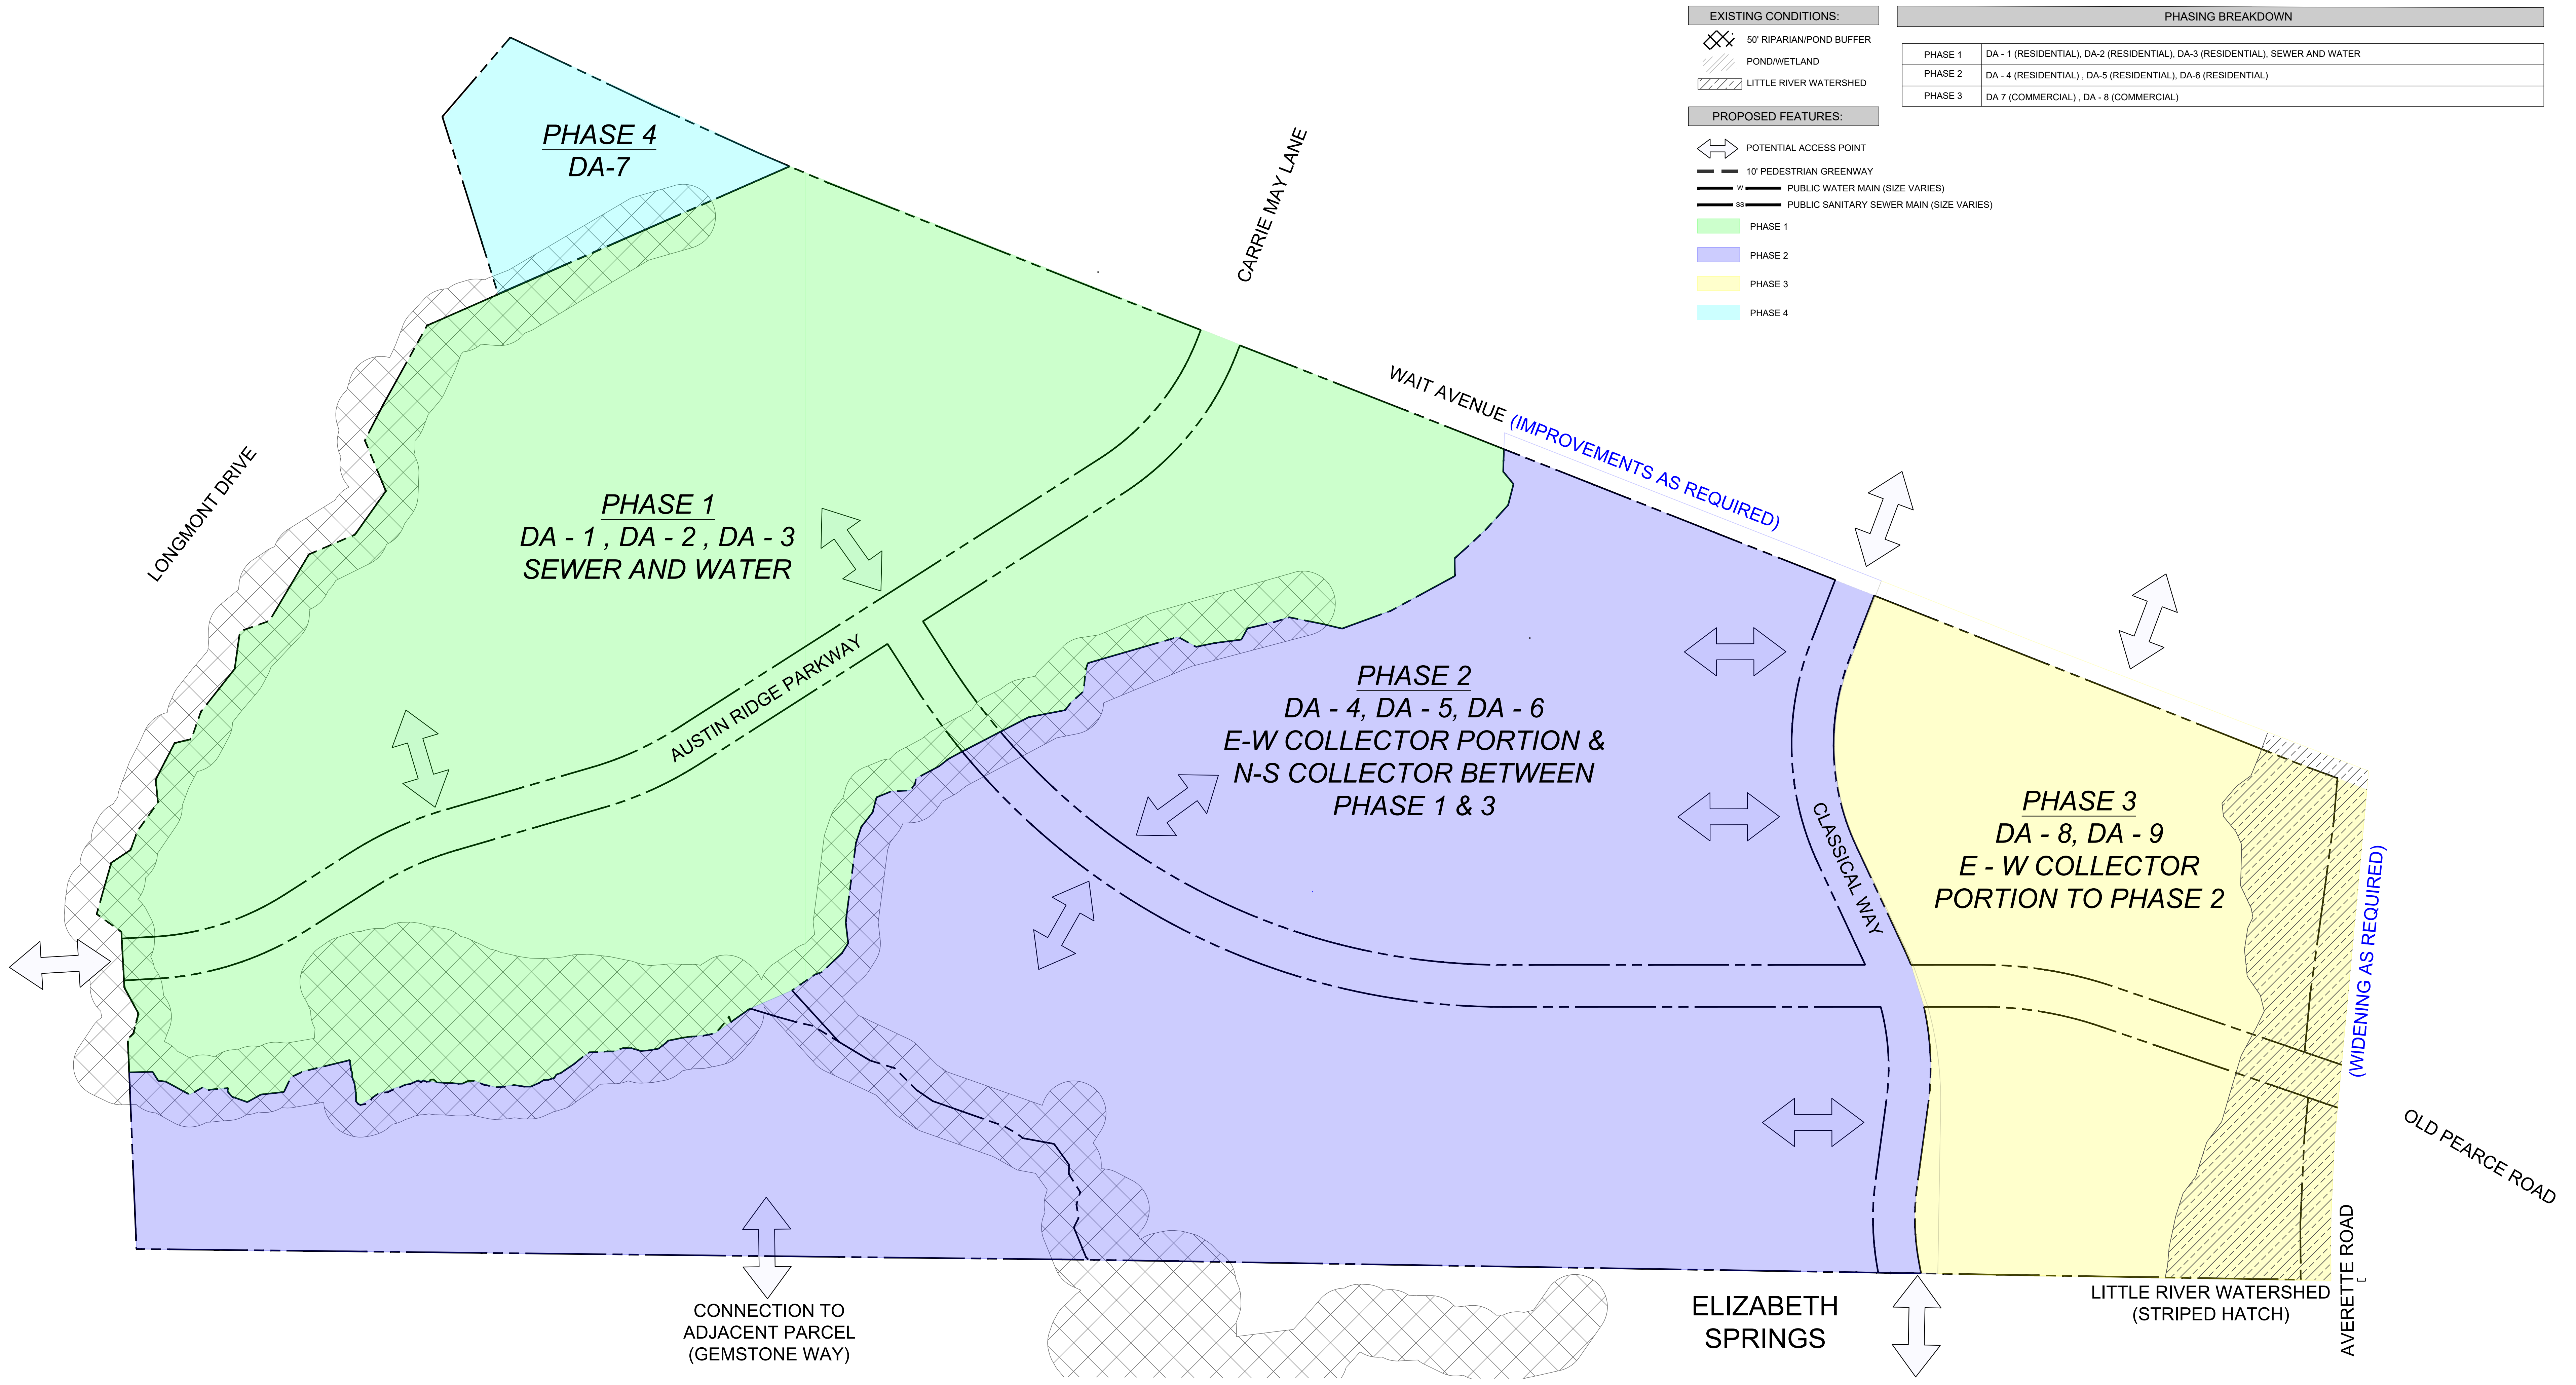 EXISTING CONDITIONS:
50' RIPARIAN/POND BUFFER
POND/WETLAND
LITTLE RIVER WATERSHED
PROPOSED FEATURES:
POTENTIAL ACCESS POINT
10' PEDESTRIAN GREENWAY
W PUBLIC WATER MAIN (SIZE VARIES)
SS PUBLIC SANITARY SEWER MAIN (SIZE VARIES)
PHASE 1
PHASE 2
PHASE 3
PHASE 4
PHASING BREAKDOWN
PHASE 1 DA - 1 (RESIDENTIAL), DA-2 (RESIDENTIAL), DA-3 (RESIDENTIAL), SEWER AND WATER
PHASE 2 DA - 4 (RESIDENTIAL) , DA-5 (RESIDENTIAL), DA-6 (RESIDENTIAL)
PHASE 3 DA 7 (COMMERCIAL) , DA - 8 (COMMERCIAL)
PHASE 4
DA-7
CARRIE MAY LANE
WAIT AVENUE (IMPROVEMENTS AS REQUIRED)
LONGMONT DRIVE
PHASE 1
DA - 1 , DA - 2 , DA - 3
SEWER AND WATER
AUSTIN RIDGE PARKWAY
PHASE 2
DA - 4, DA - 5, DA - 6
E-W COLLECTOR PORTION &
N-S COLLECTOR BETWEEN
PHASE 1 & 3
CLASSICAL WAY
PHASE 3
DA - 8, DA - 9
E - W COLLECTOR
PORTION TO PHASE 2
(WIDENING AS REQUIRED)
OLD PEARCE ROAD
AVERETTE ROAD
LITTLE RIVER WATERSHED
(STRIPED HATCH)
ELIZABETH
SPRINGS
CONNECTION TO
ADJACENT PARCEL
(GEMSTONE WAY)